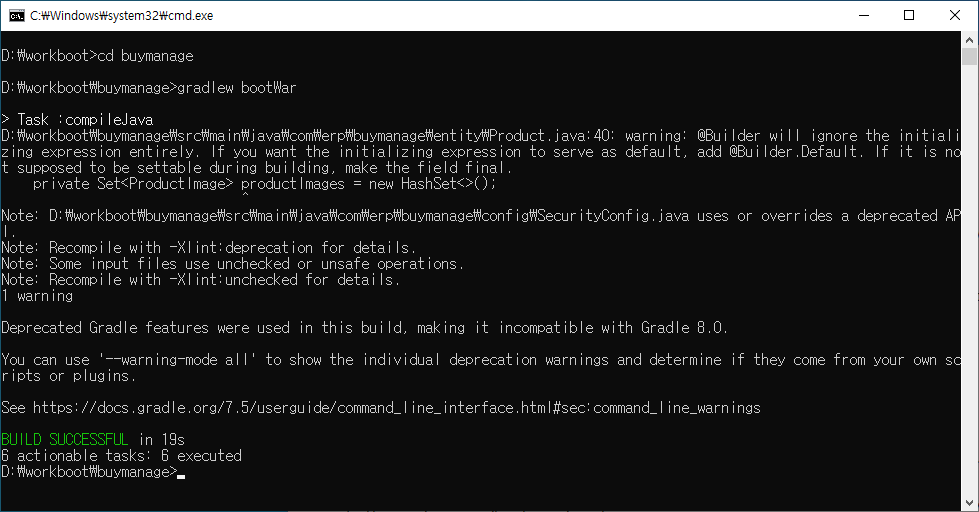 C:₩Windows₩system32₩cmd.exe
D:₩workboot>cd buymanage
D:₩workboot₩buymanage>gradlew boot₩ar
> Task :compileJava
D:₩workboot₩buymanage₩src₩main₩java₩com₩erp₩buymanage₩entity₩Product.java:40: warning: @Builder will ignore the initiali
zing expression entirely. If you want the initializing expression to serve as default, add @Builder.Default. If it is no
t supposed to be settable during building, make the field final.
    private Set<ProductImage> productImages = new HashSet<>();
                              ^
Note: D:₩workboot₩buymanage₩src₩main₩java₩com₩erp₩buymanage₩config₩SecurityConfig.java uses or overrides a deprecated AP
I.
Note: Recompile with -Xlint:deprecation for details.
Note: Some input files use unchecked or unsafe operations.
Note: Recompile with -Xlint:unchecked for details.
1 warning
Deprecated Gradle features were used in this build, making it incompatible with Gradle 8.0.
You can use '--warning-mode all' to show the individual deprecation warnings and determine if they come from your own sc
ripts or plugins.
See https://docs.gradle.org/7.5/userguide/command_line_interface.html#sec:command_line_warnings
BUILD SUCCESSFUL in 19s
6 actionable tasks: 6 executed
D:₩workboot₩buymanage>